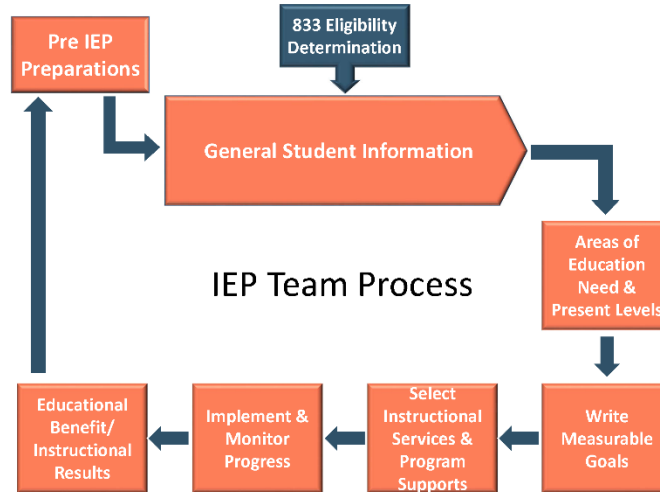 833 Eligibility
Determination
Pre IEP
Preparations
General Student Information
Areas of
Education
Need &
Present Levels
IEP Team Process
Educational
Benefit/
Instructional
Results
Implement &
Monitor
Progress
Select
Instructional
Services &
Program
Supports
Write
Measurable
Goals